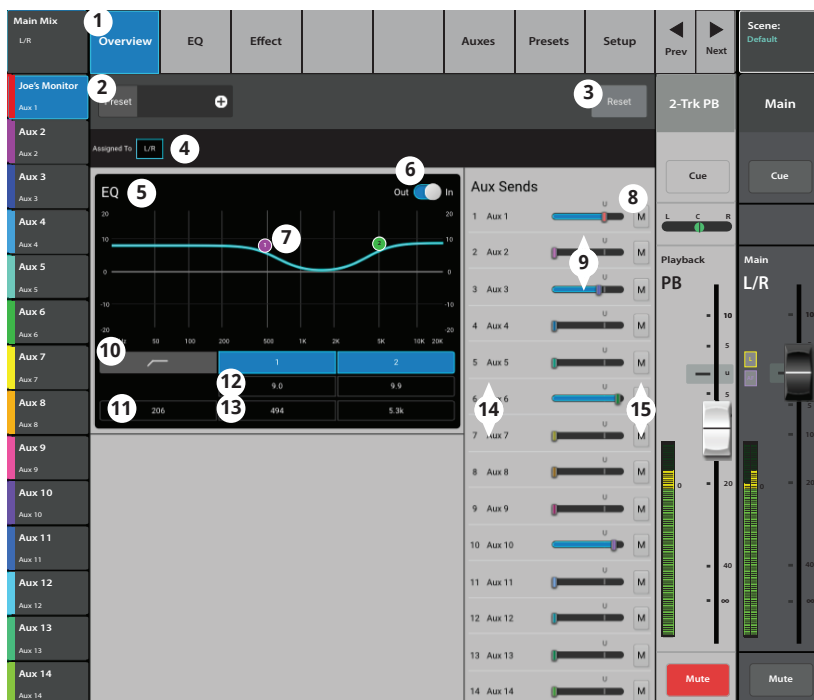 Main Mix
L/R
1
Overview
EQ
Effect
Auxes
Presets
Setup
Prev
Next
Scene:
Default
Joe's Monitor
Aux 1
Aux 2
Aux 2
Aux 3
Aux 3
Aux 4
Aux 4
Aux 5
Aux 5
Aux 6
Aux 6
Aux 7
Aux 7
Aux 8
Aux 8
Aux 9
Aux 9
Aux 10
Aux 10
Aux 11
Aux 11
Aux 12
Aux 12
Aux 13
Aux 13
Aux 14
Aux 14
2
Preset
3
Reset
Assigned To L/R
4
EQ
5
6
Out In
20 20
10 10
0 0
-10 -10
-20 -20
1
7
2
50 100 200 500 1K 2K 5K 10K 20K
10
1 2
12
9.0 9.9
11
206
13
494 5.3k
Aux Sends
8
U
1 Aux 1 M
U
2 Aux 2 M
9
U
3 Aux 3 M
U
4 Aux 4 M
U
5 Aux 5 M
U
14
15
U
7 Aux 7 M
U
8 Aux 8 M
U
9 Aux 9 M
U
10 Aux 10 M
U
11 Aux 11 M
U
12 Aux 12 M
U
13 Aux 13 M
U
14 Aux 14 M
2-Trk PB
Cue
L C R
Playback
PB
10
5
U
5
0
20
40
∞
Mute
Main
Cue
Main
L/R
L
10
5
U
5
10
0
20
40
∞
Mute